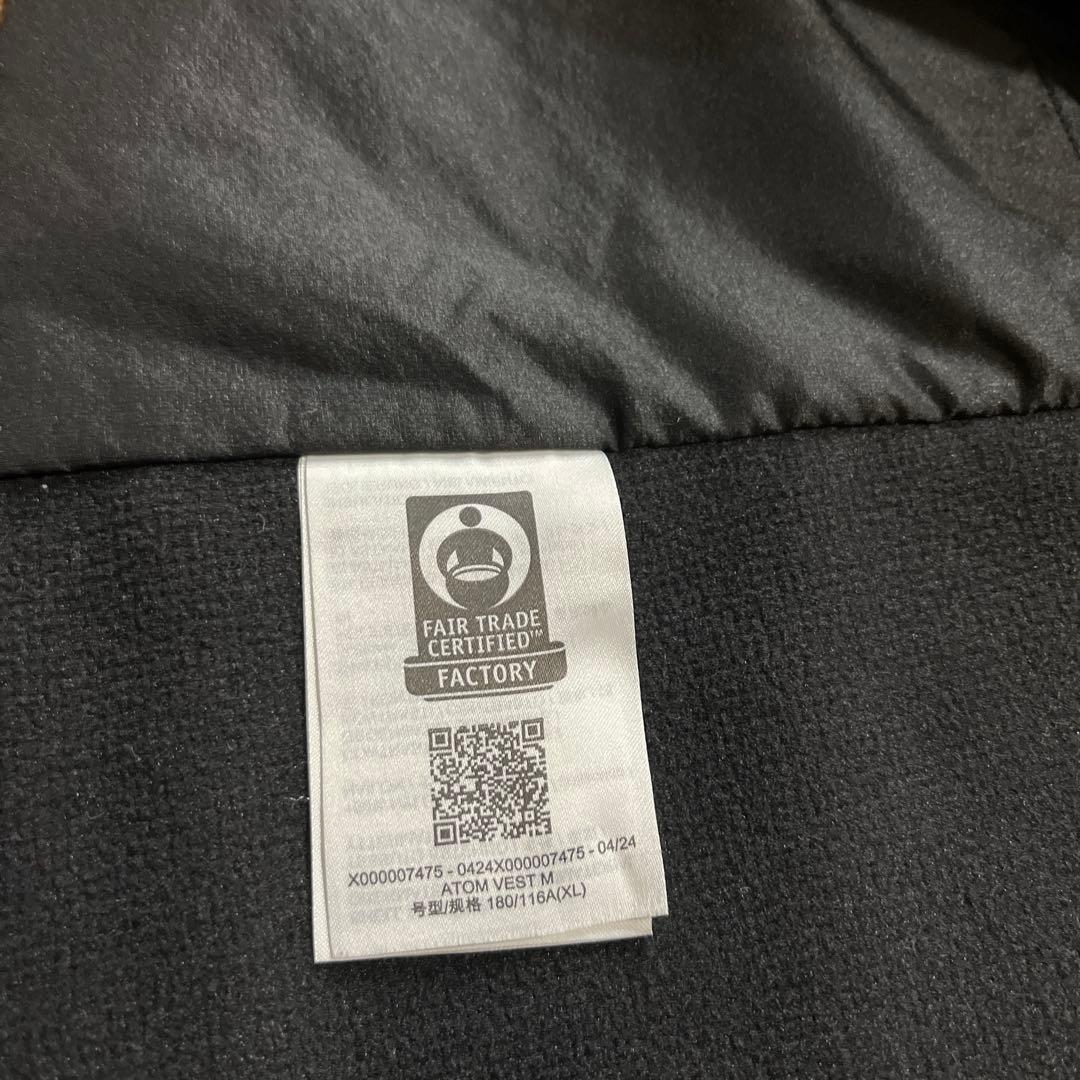 FAIR TRADE
CERTIFIED™
FACTORY
X000007475 - 0424X000007475 - 04/24
ATOM VEST M
号型/规格 180/116A(XL)